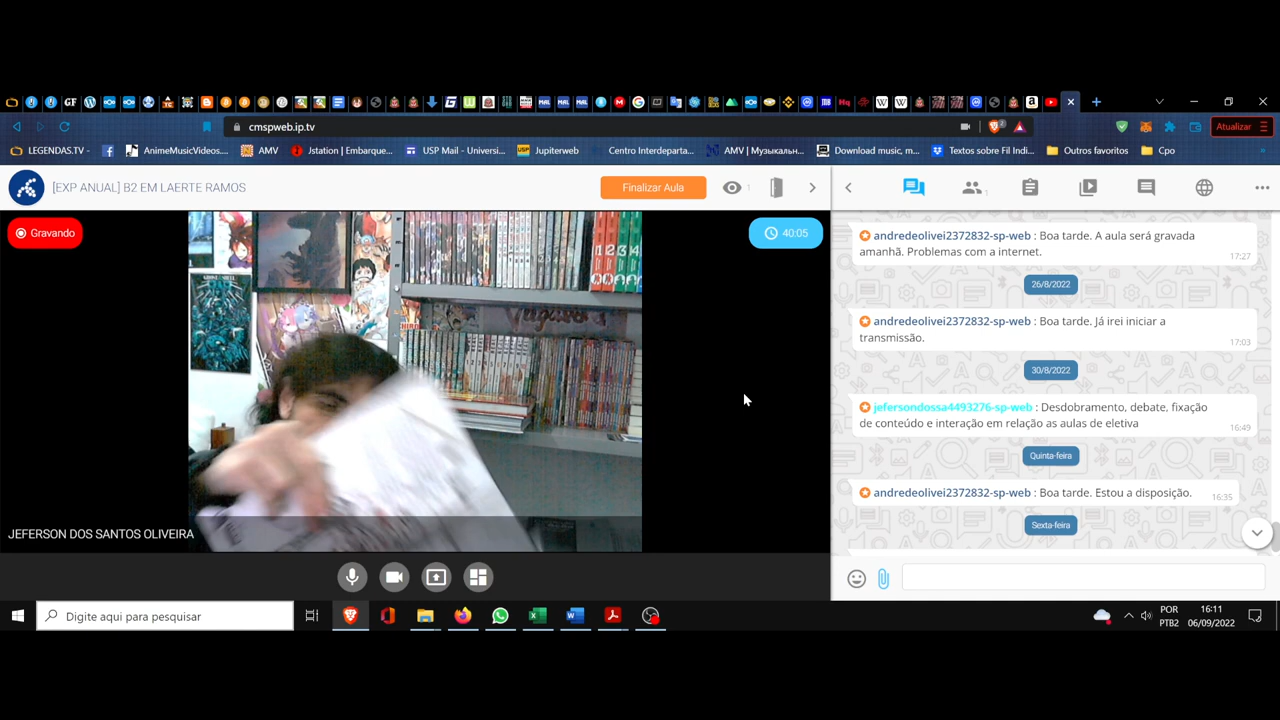 cmspweb.ip.tv
Atualizar
LEGENDAS.TV -
AnimeMusicVideos...
AMV
Jstation | Embarque...
USP Mail - Universi...
Jupiterweb
Centro Interdeparta...
AMV | Музыкальн...
Download music, m...
Textos sobre Fil Indi...
Outros favoritos
Cpo
[EXP ANUAL] B2 EM LAERTE RAMOS
Finalizar Aula
1
1
Gravando
40:05
andredeolivei2372832-sp-web : Boa tarde. A aula será gravada
amanhã. Problemas com a internet.
17:27
26/8/2022
andredeolivei2372832-sp-web : Boa tarde. Já irei iniciar a
transmissão.
17:03
30/8/2022
jefersondossa4493276-sp-web : Desdobramento, debate, fixação
de conteúdo e interação em relação as aulas de eletiva
16:49
Quinta-feira
andredeolivei2372832-sp-web : Boa tarde. Estou a disposição.
16:35
Sexta-feira
JEFERSON DOS SANTOS OLIVEIRA
Digite aqui para pesquisar
POR
PTB2
16:11
06/09/2022